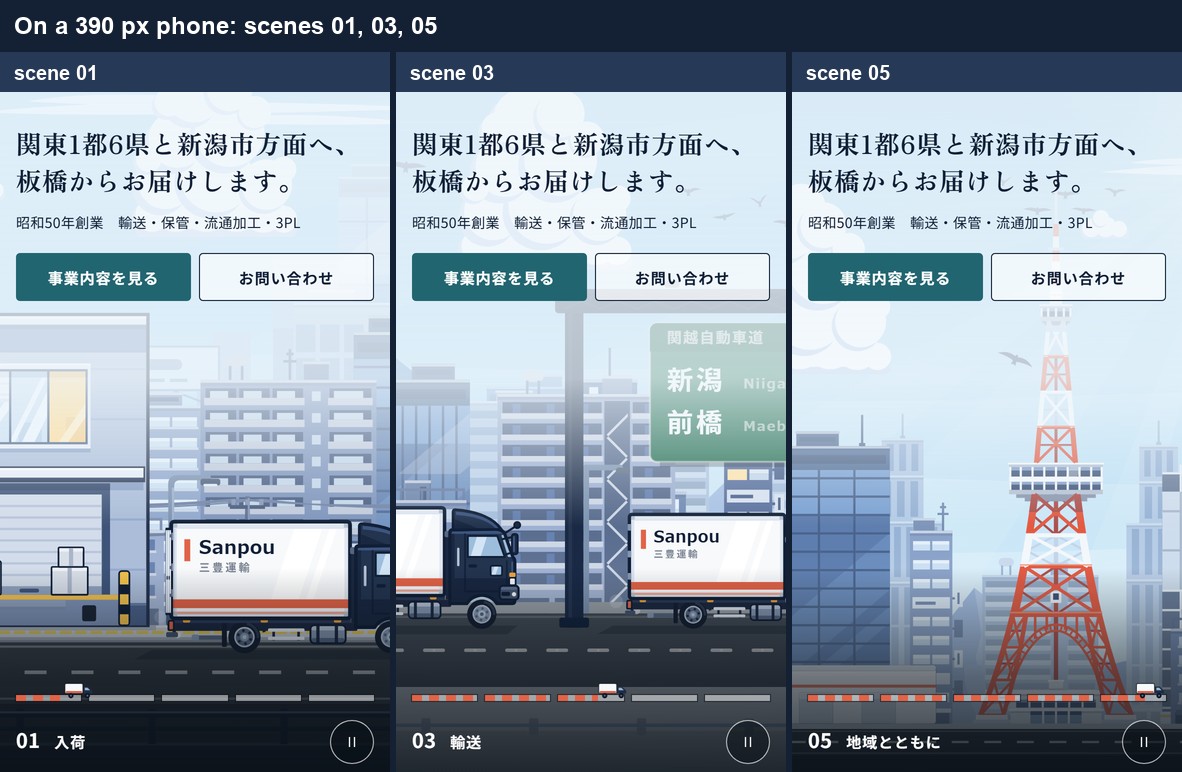 On a 390 px phone: scenes 01, 03, 05
scene 01
関東1都6県と新潟市方面へ、
板橋からお届けします。
昭和50年創業　輸送・保管・流通加工・3PL
事業内容を見る
お問い合わせ
Sanpou
三豊運輸
01 入荷
scene 03
関東1都6県と新潟市方面へ、
板橋からお届けします。
昭和50年創業　輸送・保管・流通加工・3PL
事業内容を見る
お問い合わせ
関越自動車道
新潟 Niiga
前橋 Maeb
Sanpou
三豊運輸
03 輸送
scene 05
関東1都6県と新潟市方面へ、
板橋からお届けします。
昭和50年創業　輸送・保管・流通加工・3PL
事業内容を見る
お問い合わせ
05 地域とともに